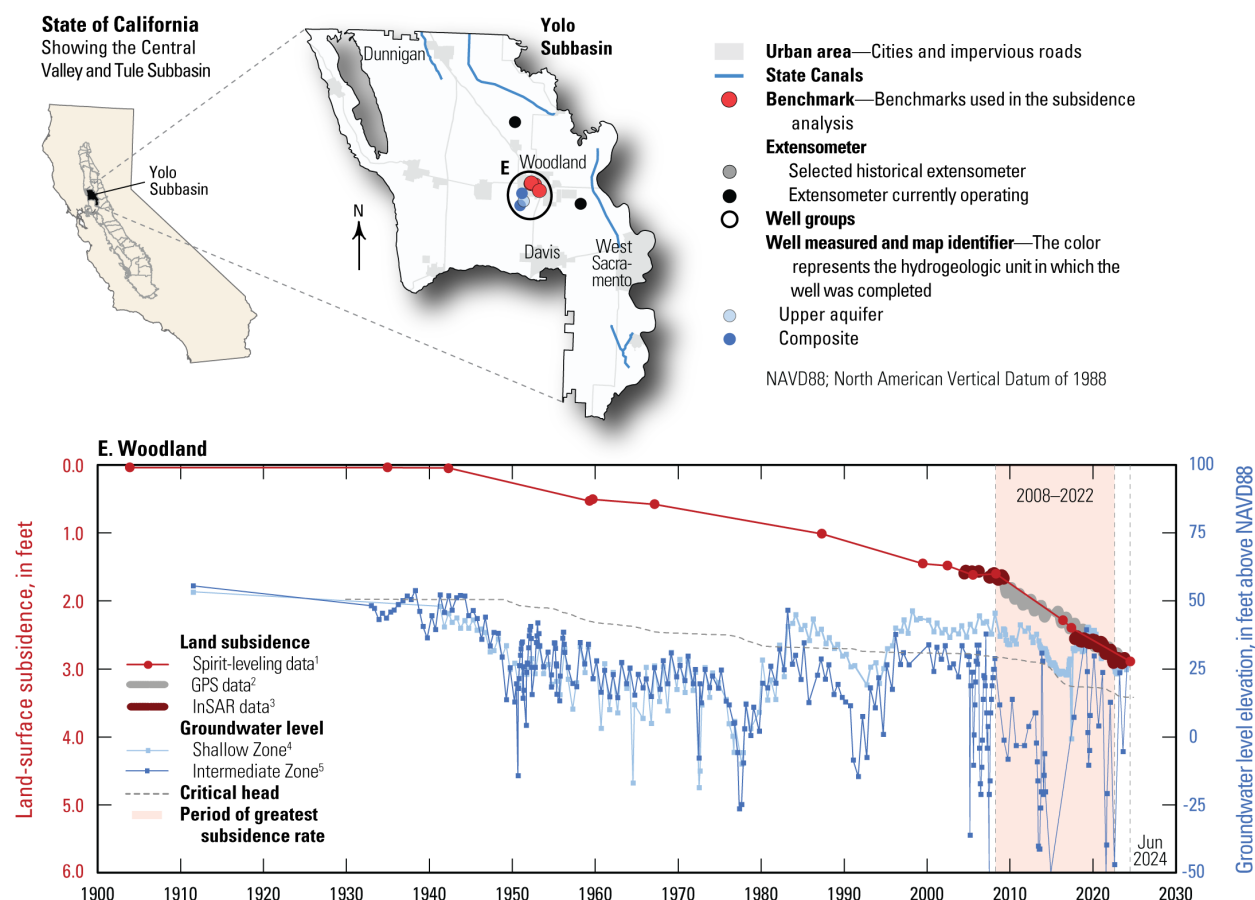 State of California
Showing the Central
Valley and Tule Subbasin
Yolo
Subbasin
Yolo
Subbasin
Dunnigan
E
Woodland
Davis
West
Sacra-
mento
N
Urban area—Cities and impervious roads
State Canals
Benchmark—Benchmarks used in the subsidence
analysis
Extensometer
Selected historical extensometer
Extensometer currently operating
Well groups
Well measured and map identifier—The color
represents the hydrogeologic unit in which the
well was completed
Upper aquifer
Composite
NAVD88; North American Vertical Datum of 1988
E. Woodland
Land-surface subsidence, in feet
0.0
1.0
2.0
3.0
4.0
5.0
6.0
2008–2022
Land subsidence
Spirit-leveling data¹
GPS data²
InSAR data³
Groundwater level
Shallow Zone⁴
Intermediate Zone⁵
Critical head
Period of greatest
subsidence rate
Jun
2024
100
75
50
25
0
-25
-50
Groundwater level elevation, in feet above NAVD88
1900 1910 1920 1930 1940 1950 1960 1970 1980 1990 2000 2010 2020 2030